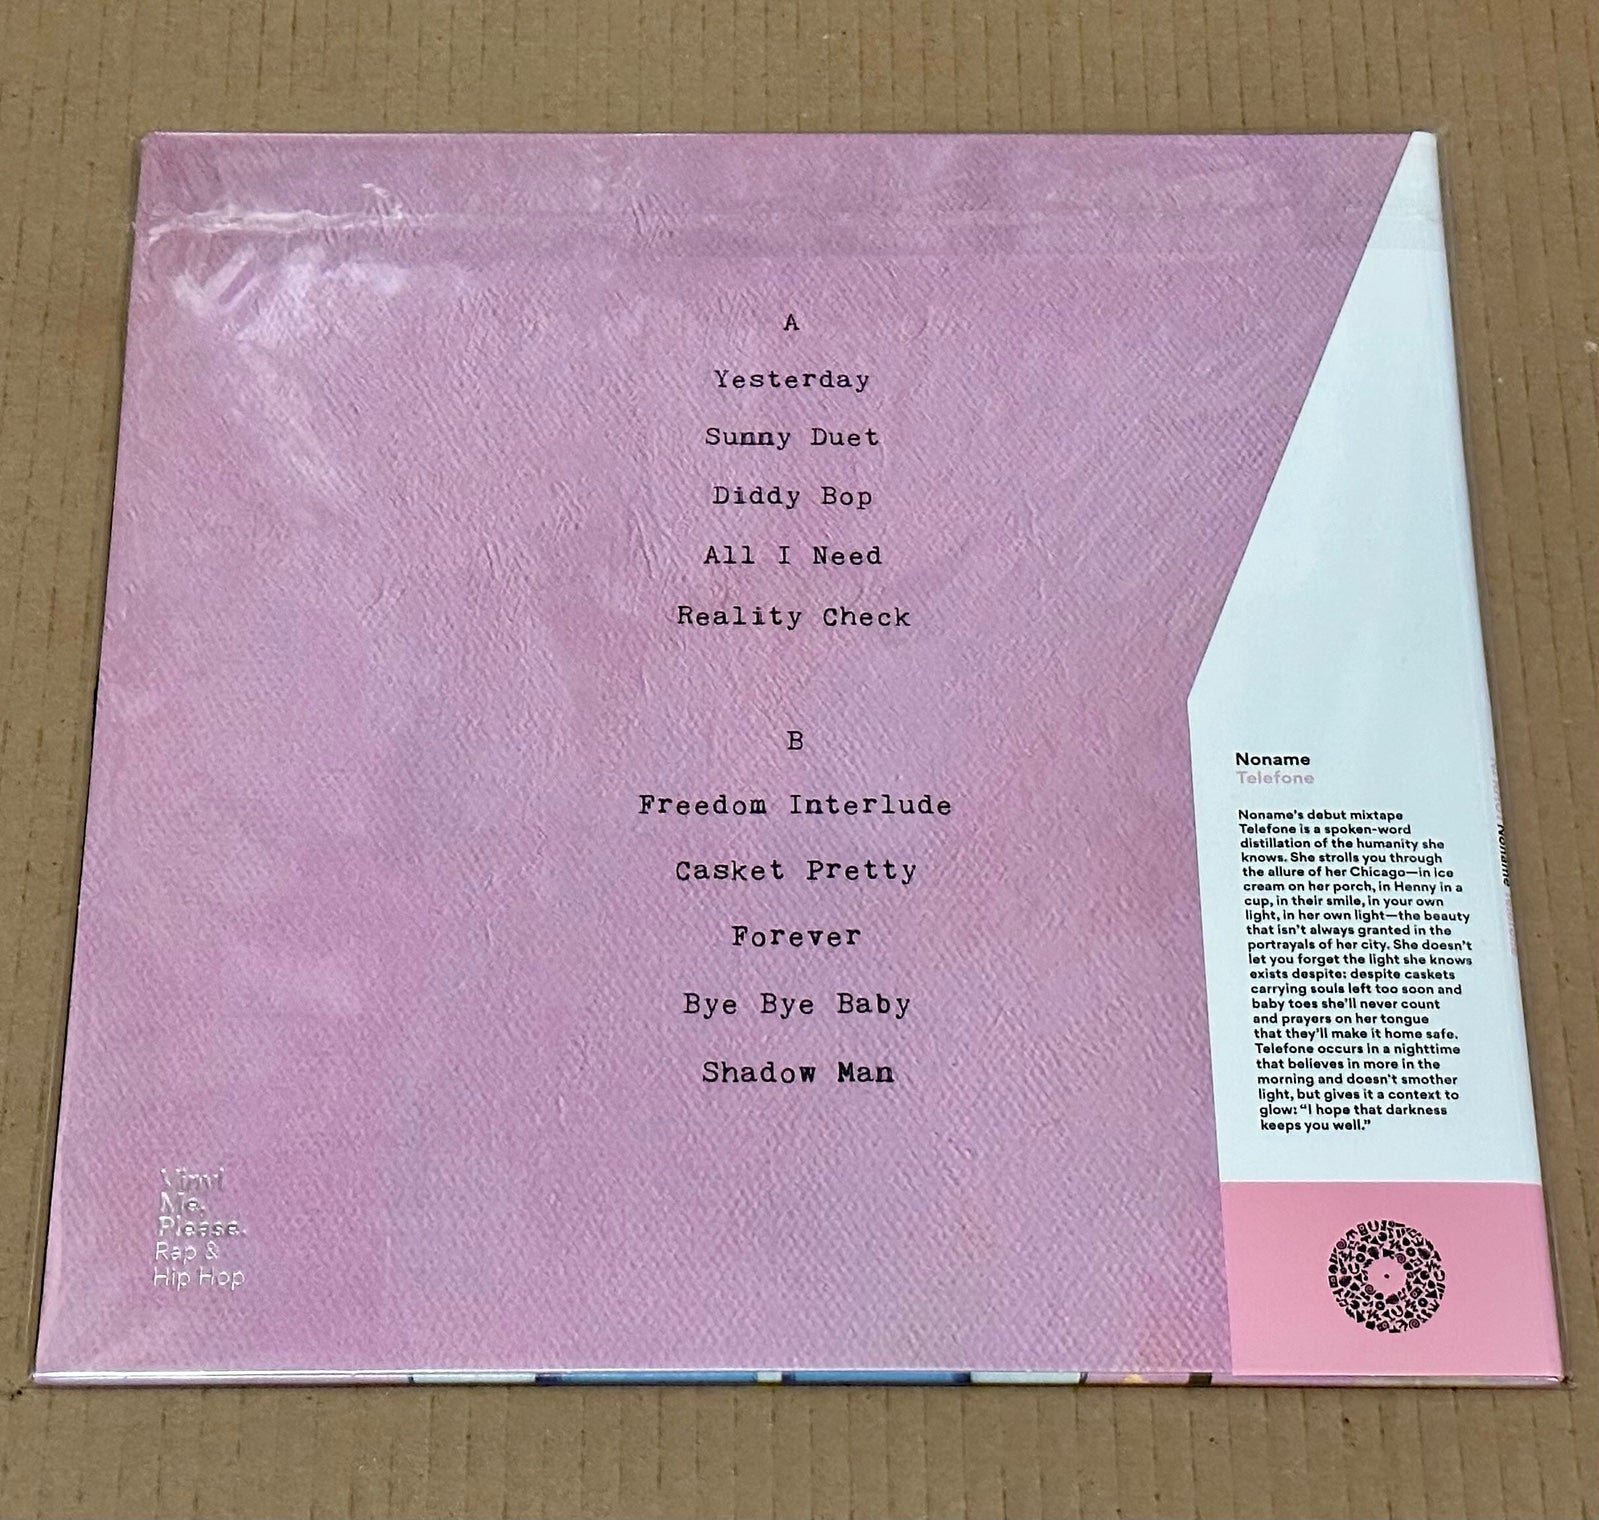 A
Yesterday
Sunny Duet
Diddy Bop
All I Need
Reality Check
B
Freedom Interlude
Casket Pretty
Forever
Bye Bye Baby
Shadow Man
Vinyl
Me,
Please.
Rap &
Hip Hop
Noname
Telefone
Noname's debut mixtape
Telefone is a spoken-word
distillation of the humanity she
knows. She strolls you through
the allure of her Chicago—in ice
cream on her porch, in Henny in a
cup, in their smile, in your own
light, in her own light—the beauty
that isn't always granted in the
portrayals of her city. She doesn't
let you forget the light she knows
exists despite: despite caskets
carrying souls left too soon and
baby toes she'll never count
and prayers on her tongue
that they'll make it home safe.
Telefone occurs in a nighttime
that believes in more in the
morning and doesn't smother
light, but gives it a context to
glow: "I hope that darkness
keeps you well."
Noname